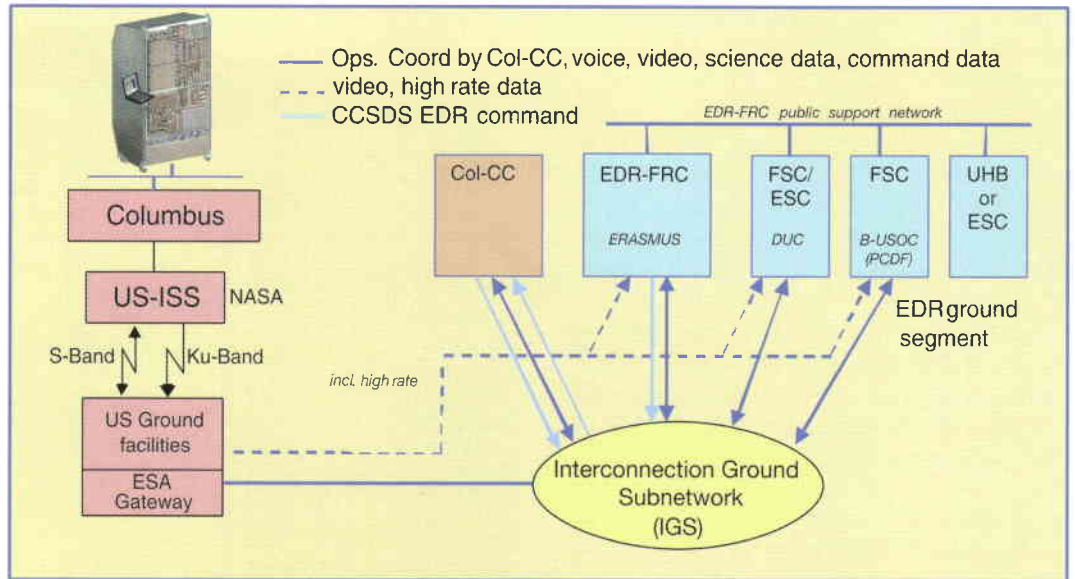 Ops. Coord by Col-CC, voice, video, science data, command data
video, high rate data
CCSDS EDR command
EDR-FRC public support network
Col-CC
EDR-FRC
ERASMUS
FSC/
ESC
DUC
FSC
B-USOC
(PCDF)
UHB
or
ESC
Columbus
US-ISS
NASA
S-Band
Ku-Band
EDR ground
segment
incl. high rate
US Ground
facilities
ESA
Gateway
Interconnection Ground
Subnetwork
(IGS)